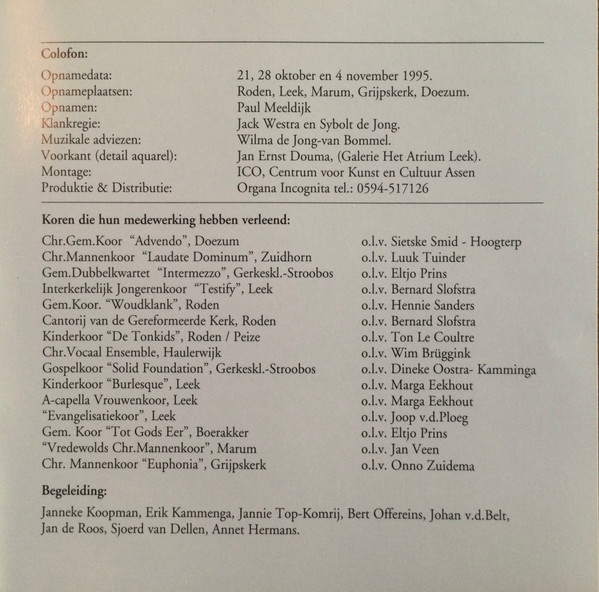 Colofon:
Opnamedata: 21, 28 oktober en 4 november 1995.
Opnameplaatsen: Roden, Leek, Marum, Grijpskerk, Doezum.
Opnamen: Paul Meeldijk
Klankregie: Jack Westra en Sybolt de Jong.
Muzikale adviezen: Wilma de Jong-van Bommel.
Voorkant (detail aquarel): Jan Ernst Douma, (Galerie Het Atrium Leek).
Montage: ICO, Centrum voor Kunst en Cultuur Assen
Produktie & Distributie: Organa Incognita tel.: 0594-517126
Koren die hun medewerking hebben verleend:
Chr.Gem.Koor “Advendo”, Doezum o.l.v. Sietske Smid - Hoogterp
Chr.Mannenkoor “Laudate Dominum”, Zuidhorn o.l.v. Luuk Tuinder
Gem.Dubbelkwartet “Intermezzo”, Gerkeskl.-Stroobos o.l.v. Eltjo Prins
Interkerkelijk Jongerenkoor “Testify”, Leek o.l.v. Bernard Slofstra
Gem.Koor. “Woudklank”, Roden o.l.v. Hennie Sanders
Cantorij van de Gereformeerde Kerk, Roden o.l.v. Bernard Slofstra
Kinderkoor “De Tonkids”, Roden / Peize o.l.v. Ton Le Coultre
Chr.Vocaal Ensemble, Haulerwijk o.l.v. Wim Brüggink
Gospelkoor “Solid Foundation”, Gerkeskl.-Stroobos o.l.v. Dineke Oostra- Kamminga
Kinderkoor “Burlesque”, Leek o.l.v. Marga Eekhout
A-capella Vrouwenkoor, Leek o.l.v. Marga Eekhout
“Evangelisatiekoor”, Leek o.l.v. Joop v.d.Ploeg
Gem. Koor “Tot Gods Eer”, Boerakker o.l.v. Eltjo Prins
“Vredewolds Chr.Mannenkoor”, Marum o.l.v. Jan Veen
Chr. Mannenkoor “Euphonia”, Grijpskerk o.l.v. Onno Zuidema
Begeleiding:
Janneke Koopman, Erik Kammenga, Jannie Top-Komrij, Bert Offereins, Johan v.d.Belt,
Jan de Roos, Sjoerd van Dellen, Annet Hermans.